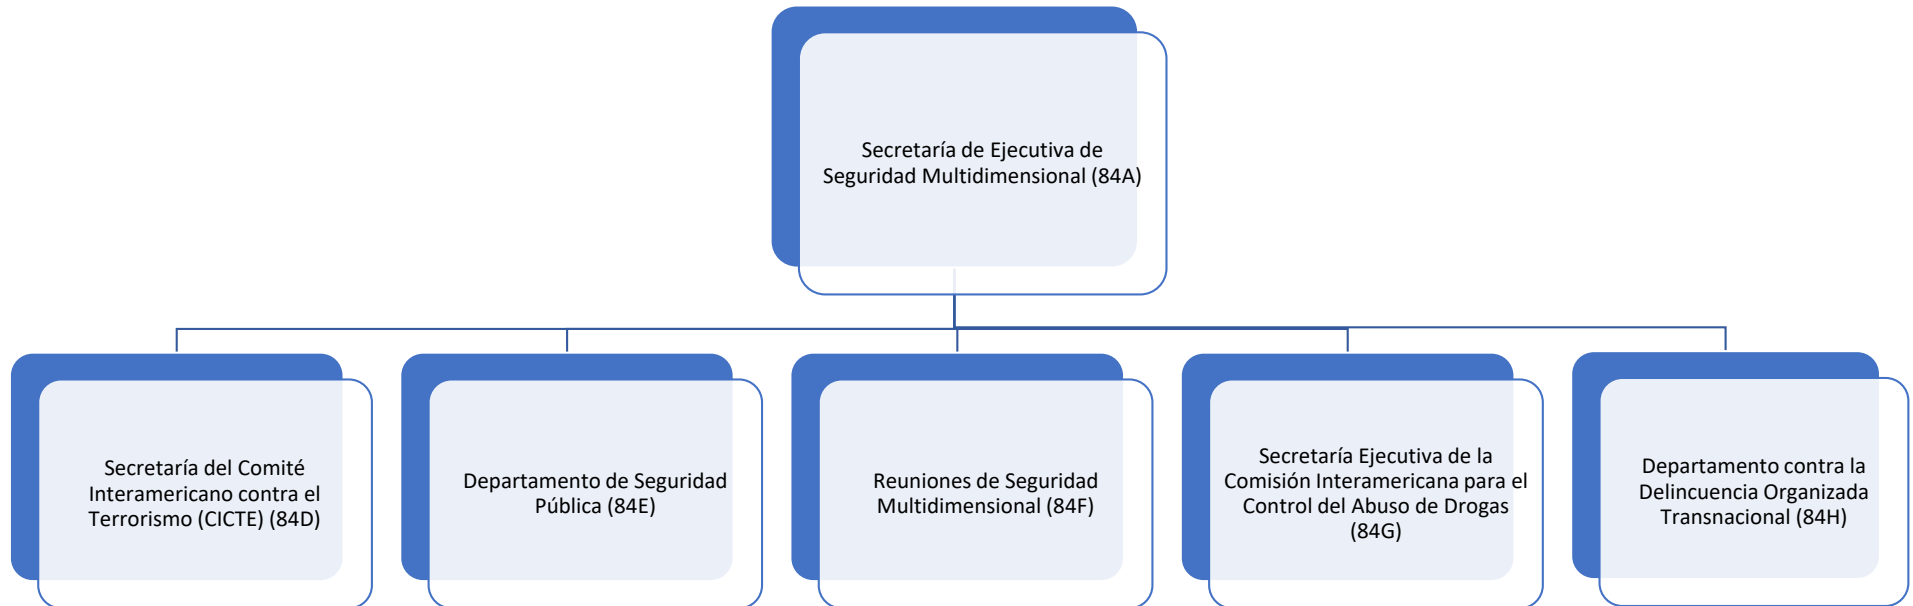 Secretaría de Ejecutiva de
Seguridad Multidimensional (84A)
Secretaría del Comité
Interamericano contra el
Terrorismo (CICTE) (84D)
Departamento de Seguridad
Pública (84E)
Reuniones de Seguridad
Multidimensional (84F)
Secretaría Ejecutiva de la
Comisión Interamericana para el
Control del Abuso de Drogas
(84G)
Departamento contra la
Delincuencia Organizada
Transnacional (84H)